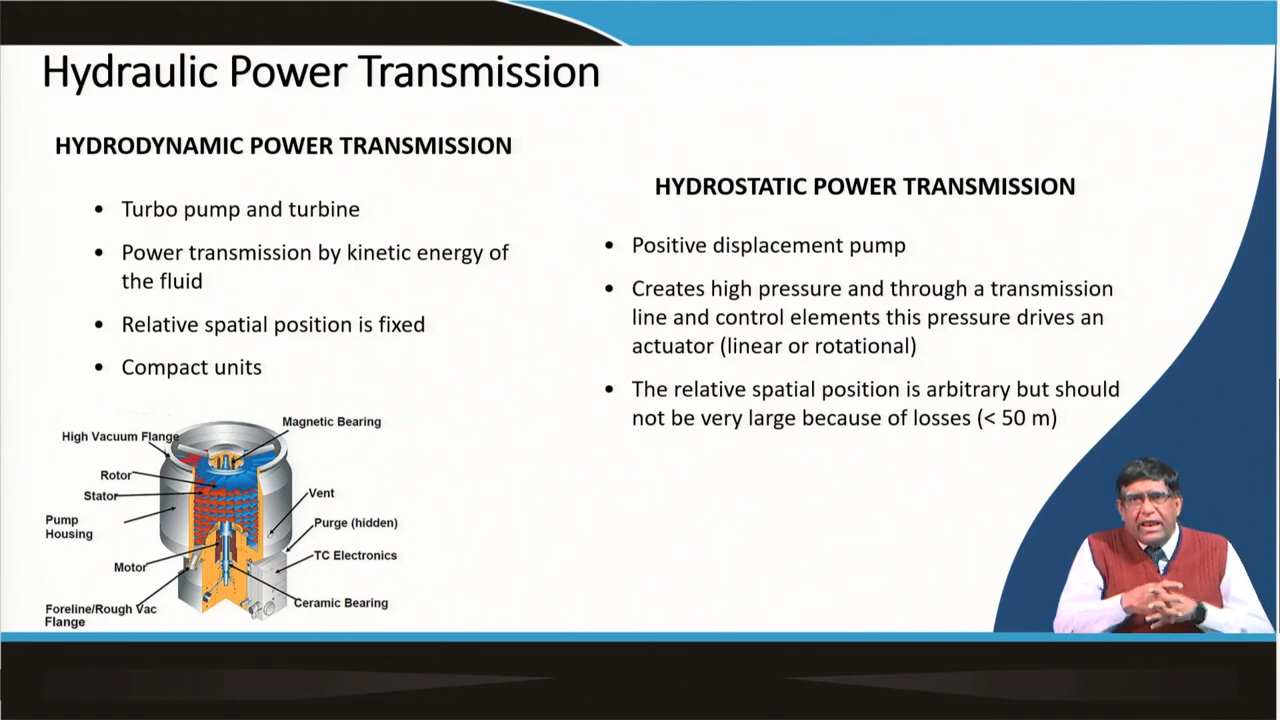 Hydraulic Power Transmission
HYDRODYNAMIC POWER TRANSMISSION
• Turbo pump and turbine
• Power transmission by kinetic energy of
the fluid
• Relative spatial position is fixed
• Compact units
High Vacuum Flange
Magnetic Bearing
Rotor
Stator
Vent
Pump
Housing
Purge (hidden)
TC Electronics
Motor
Ceramic Bearing
Foreline/Rough Vac
Flange
HYDROSTATIC POWER TRANSMISSION
• Positive displacement pump
• Creates high pressure and through a transmission
line and control elements this pressure drives an
actuator (linear or rotational)
• The relative spatial position is arbitrary but should
not be very large because of losses (< 50 m)